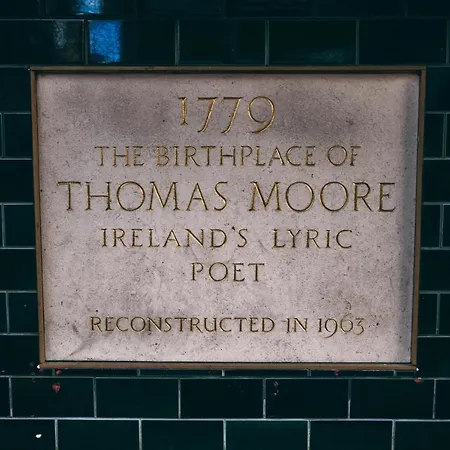 1779
THE BIRTHPLACE OF
THOMAS MOORE
IRELAND'S LYRIC
POET
RECONSTRUCTED IN 1963